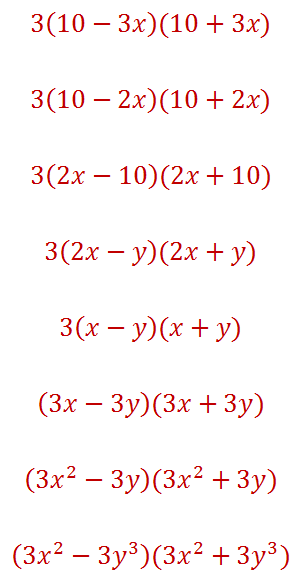 3(10 − 3x)(10 + 3x)
3(10 − 2x)(10 + 2x)
3(2x − 10)(2x + 10)
3(2x − y)(2x + y)
3(x − y)(x + y)
(3x − 3y)(3x + 3y)
(3x² − 3y)(3x² + 3y)
(3x² − 3y³)(3x² + 3y³)